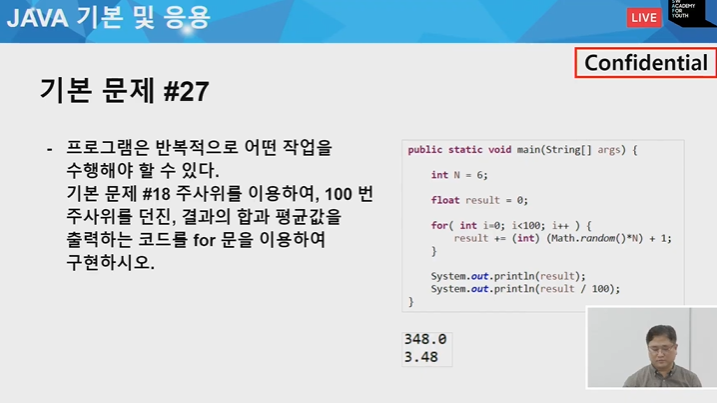 JAVA 기본 및 응용
LIVE
SW
ACADEMY
FOR
YOUTH
Confidential
기본 문제 #27
- 프로그램은 반복적으로 어떤 작업을
수행해야 할 수 있다.
기본 문제 #18 주사위를 이용하여, 100 번
주사위를 던진, 결과의 합과 평균값을
출력하는 코드를 for 문을 이용하여
구현하시오.
public static void main(String[] args) {
int N = 6;
float result = 0;
for( int i=0; i<100; i++ ) {
result += (int) (Math.random()*N) + 1;
}
System.out.println(result);
System.out.println(result / 100);
}
348.0
3.48